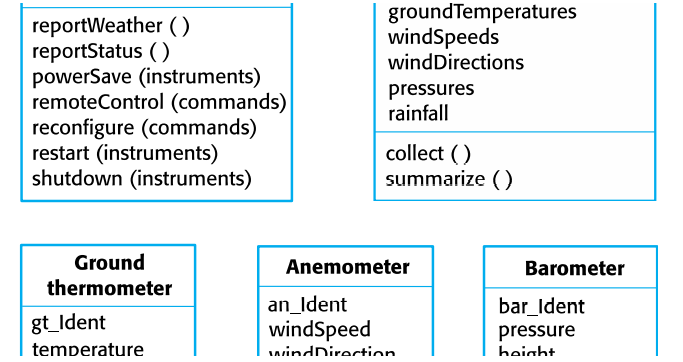 reportWeather ( )
reportStatus ( )
powerSave (instruments)
remoteControl (commands)
reconfigure (commands)
restart (instruments)
shutdown (instruments)
groundTemperatures
windSpeeds
windDirections
pressures
rainfall
collect ( )
summarize ( )
Ground
thermometer
gt_Ident
temperature
Anemometer
an_Ident
windSpeed
windDirection
Barometer
bar_Ident
pressure
height